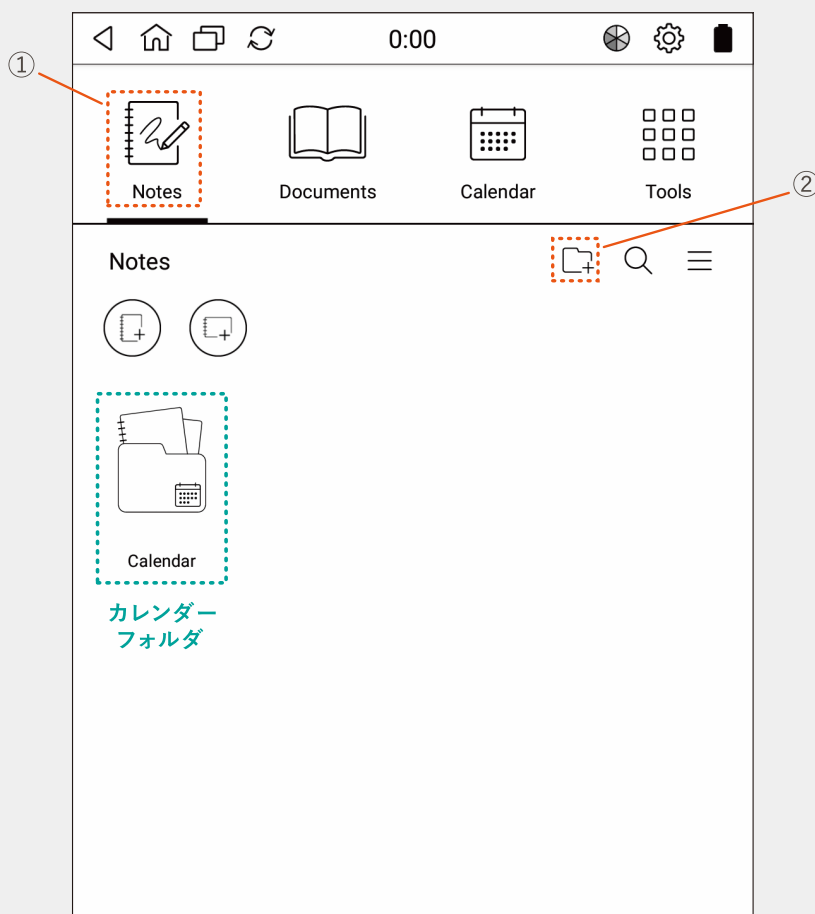 0:00
①
Notes
Documents
Calendar
Tools
②
Notes
Calendar
カレンダー
フォルダ